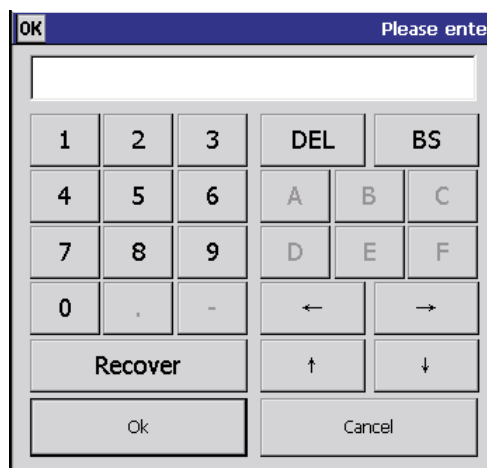 OK Please ente
1 2 3 DEL BS
4 5 6 A B C
7 8 9 D E F
0 . - ← →
Recover ↑ ↓
Ok Cancel